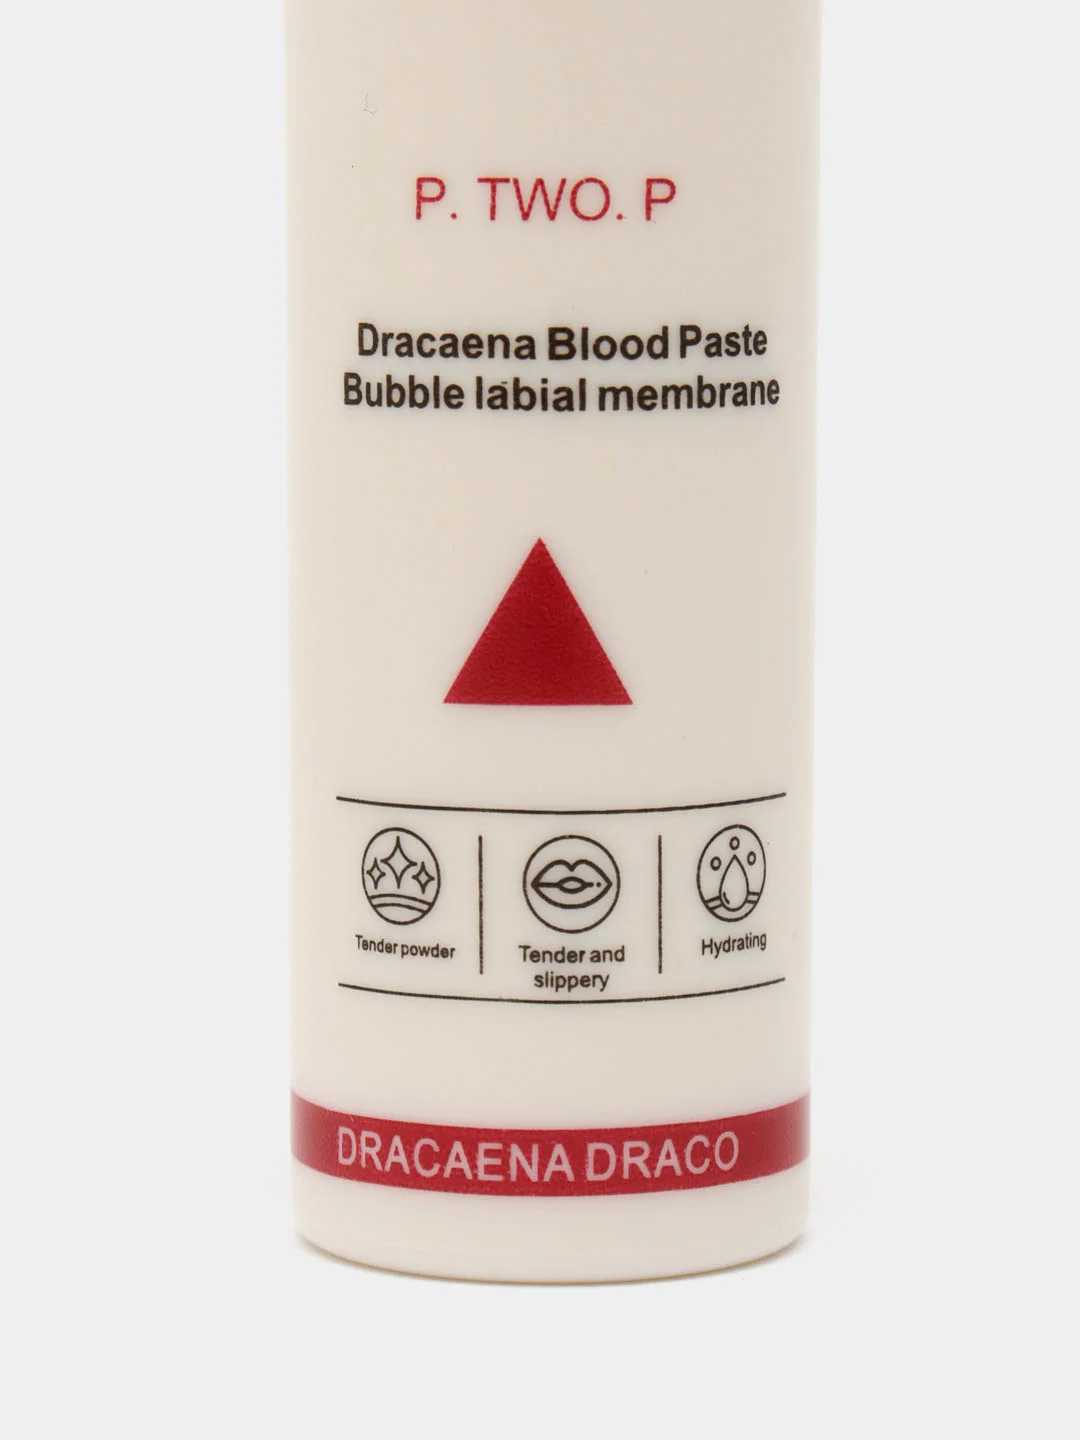 P. TWO. P
Dracaena Blood Paste
Bubble labial membrane
Tender powder
Tender and
slippery
Hydrating
DRACAENA DRACO